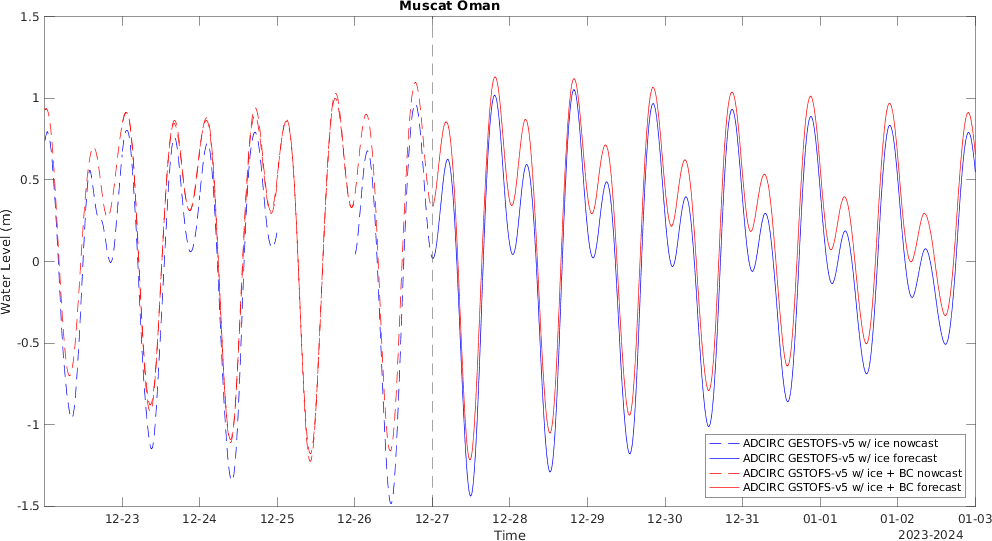 Muscat Oman
1.5
1
0.5
0
-0.5
-1
-1.5
Water Level (m)
12-23 12-24 12-25 12-26 12-27 12-28 12-29 12-30 12-31 01-01 01-02 01-03
Time
2023-2024
ADCIRC GESTOFS-v5 w/ ice nowcast
ADCIRC GESTOFS-v5 w/ ice forecast
ADCIRC GSTOFS-v5 w/ ice + BC nowcast
ADCIRC GSTOFS-v5 w/ ice + BC forecast